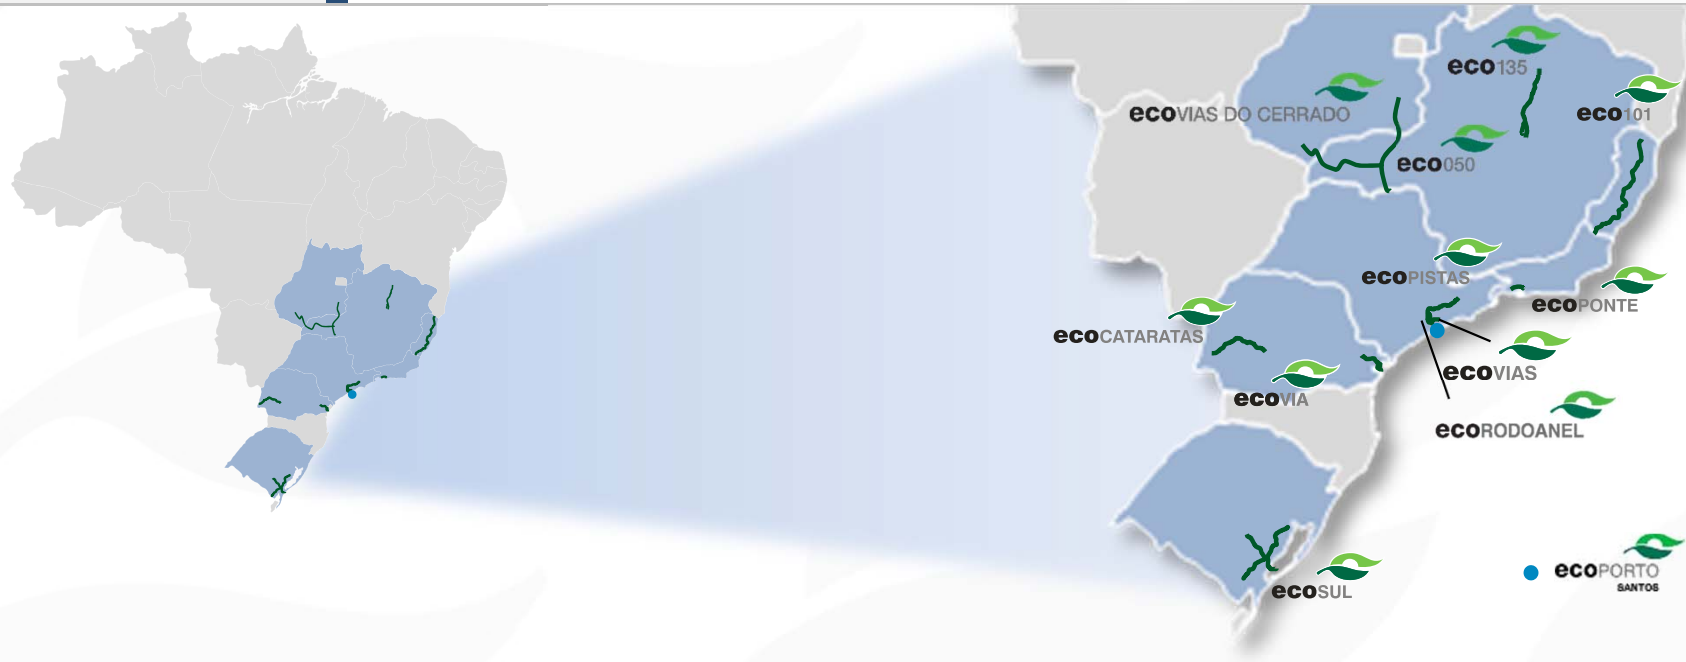 eco135
ecoVIAS DO CERRADO
eco101
eco050
ecoPISTAS
ecoPONTE
ecoCATARATAS
ecoVIAS
ecoVIA
ecoRODOANEL
ecoPORTO
SANTOS
ecoSUL